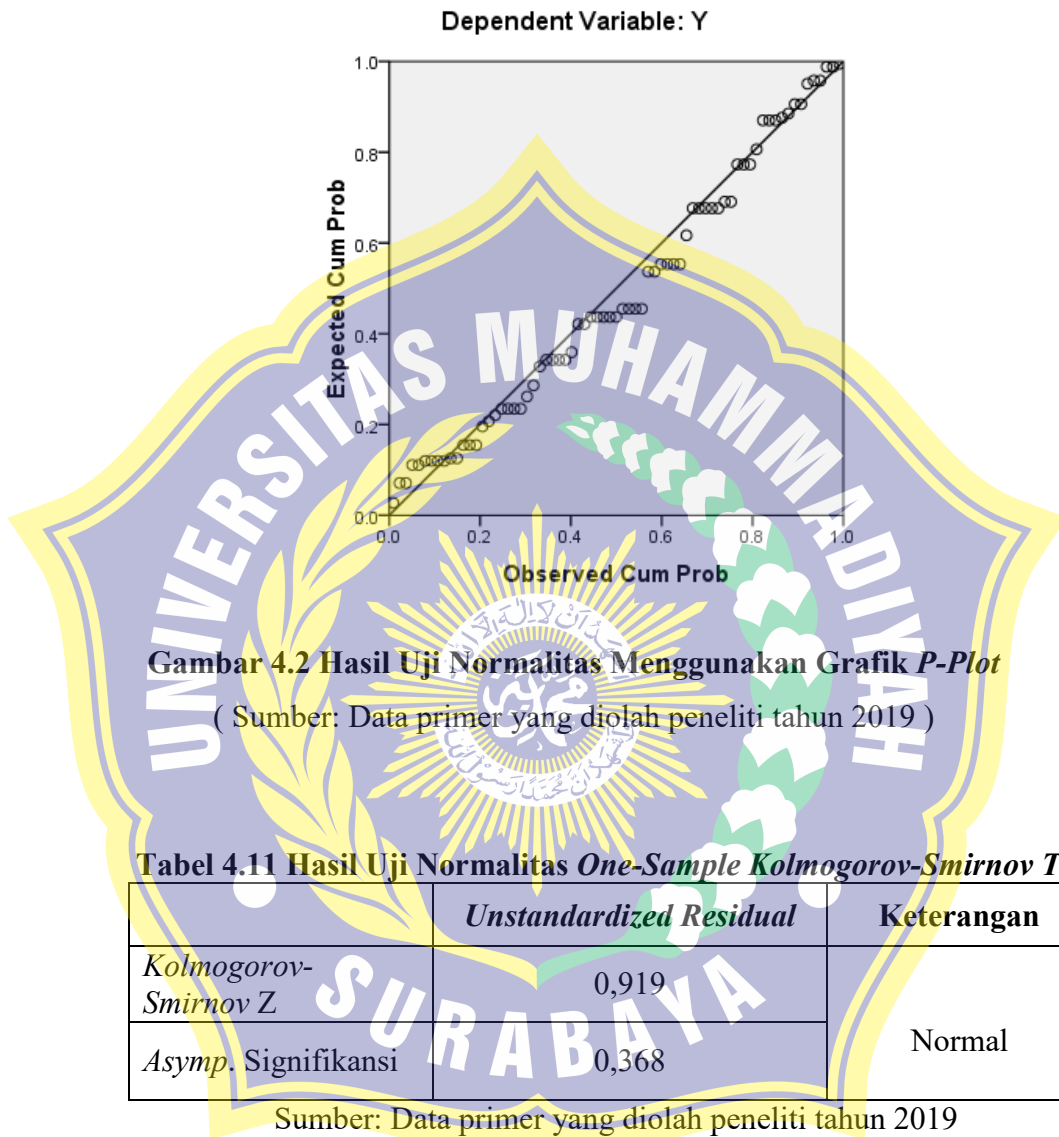 Dependent Variable: Y
1.0
0.8
0.6
0.4
0.2
0.0
Expected Cum Prob
0.0 0.2 0.4 0.6 0.8 1.0
Observed Cum Prob
UNIVERSITAS MUHAMMADIYAH
SURABAYA
Gambar 4.2 Hasil Uji Normalitas Menggunakan Grafik P-Plot
( Sumber: Data primer yang diolah peneliti tahun 2019 )
Tabel 4.11 Hasil Uji Normalitas One-Sample Kolmogorov-Smirnov T
Unstandardized Residual Keterangan
Kolmogorov-
Smirnov Z 0,919
Normal
Asymp. Signifikansi 0,368
Sumber: Data primer yang diolah peneliti tahun 2019